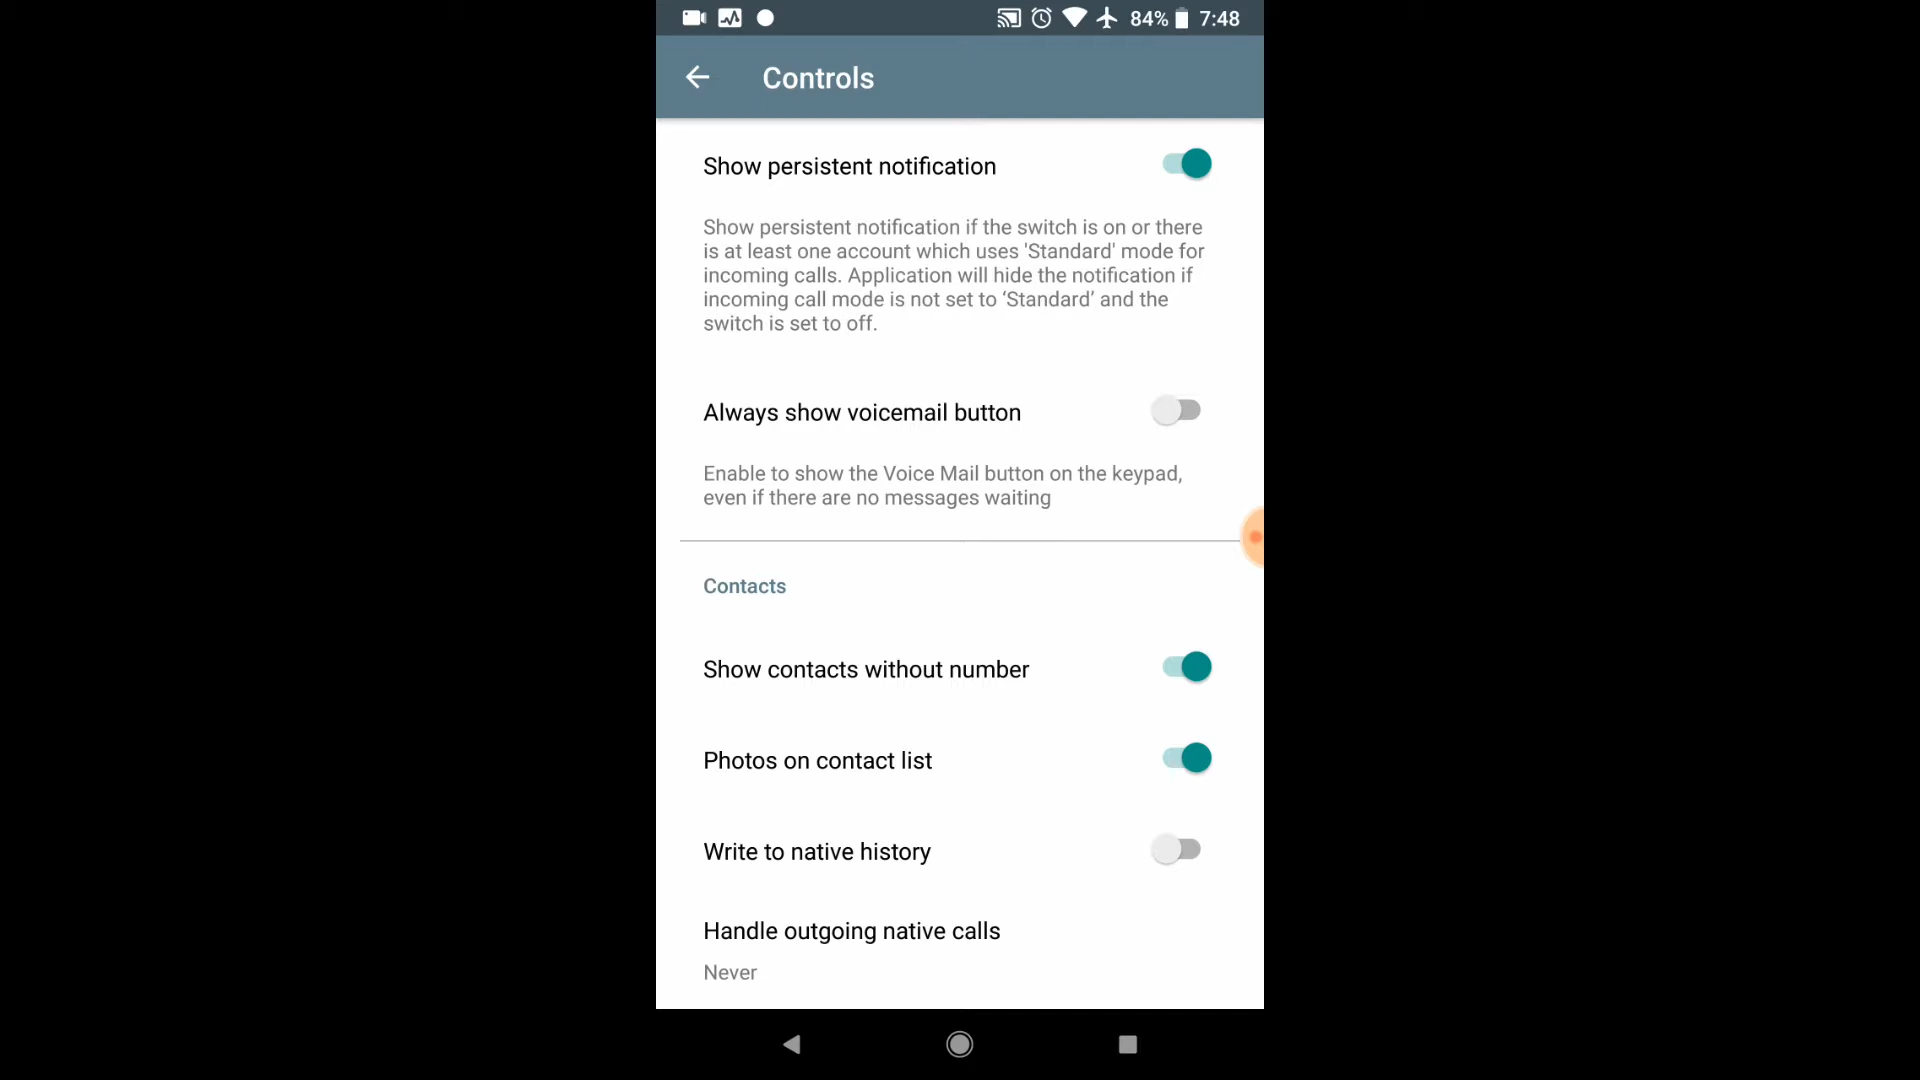 84% 7:48
Controls
Show persistent notification
Show persistent notification if the switch is on or there
is at least one account which uses 'Standard' mode for
incoming calls. Application will hide the notification if
incoming call mode is not set to ‘Standard’ and the
switch is set to off.
Always show voicemail button
Enable to show the Voice Mail button on the keypad,
even if there are no messages waiting
Contacts
Show contacts without number
Photos on contact list
Write to native history
Handle outgoing native calls
Never